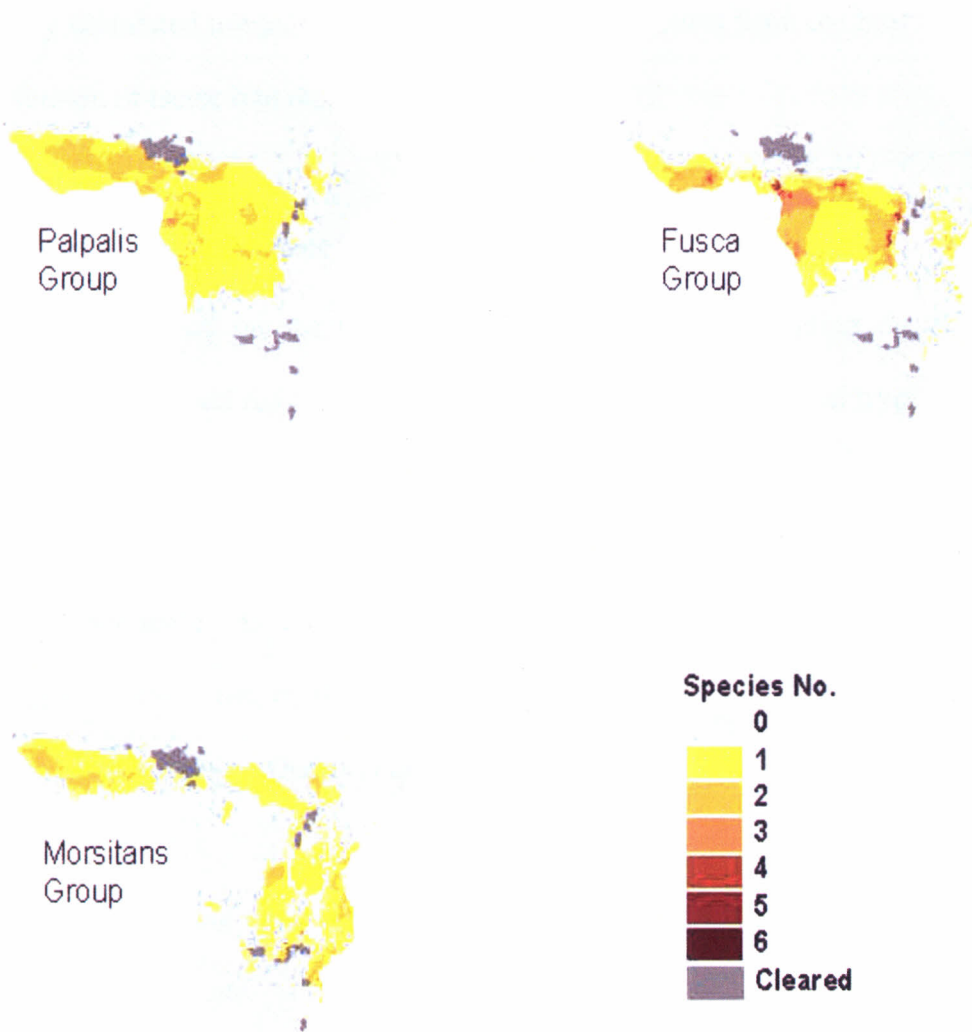 Palpalis
Group
Fusca
Group
Morsitans
Group
Species No.
0
1
2
3
4
5
6
Cleared